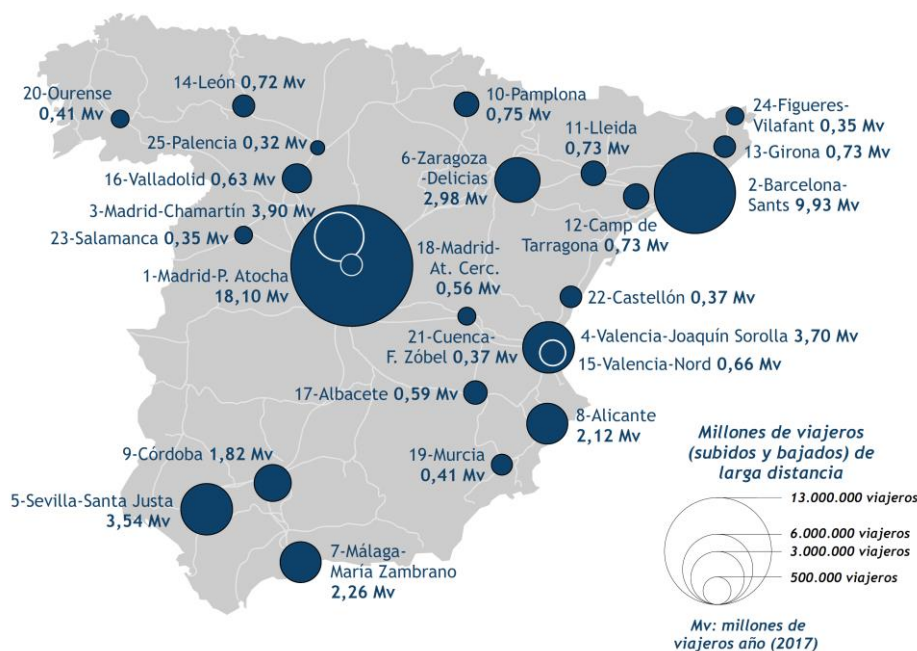 14-León 0,72 Mv
20-Ourense
0,41 Mv
10-Pamplona
0,75 Mv
24-Figueres-
Vilafant 0,35 Mv
25-Palencia 0,32 Mv
11-Lleida
0,73 Mv
13-Girona 0,73 Mv
16-Valladolid 0,63 Mv
6-Zaragoza
-Delicias
2,98 Mv
2-Barcelona-
Sants 9,93 Mv
3-Madrid-Chamartín 3,90 Mv
23-Salamanca 0,35 Mv
12-Camp de
Tarragona 0,73 Mv
1-Madrid-P. Atocha
18,10 Mv
18-Madrid-
At. Cerc.
0,56 Mv
22-Castellón 0,37 Mv
21-Cuenca-
F. Zóbel 0,37 Mv
4-Valencia-Joaquín Sorolla 3,70 Mv
15-Valencia-Nord 0,66 Mv
17-Albacete 0,59 Mv
8-Alicante
2,12 Mv
9-Córdoba 1,82 Mv
19-Murcia
0,41 Mv
5-Sevilla-Santa Justa
3,54 Mv
7-Málaga-
María Zambrano
2,26 Mv
Millones de viajeros
(subidos y bajados) de
larga distancia
13.000.000 viajeros
6.000.000 viajeros
3.000.000 viajeros
500.000 viajeros
Mv: millones de
viajeros año (2017)